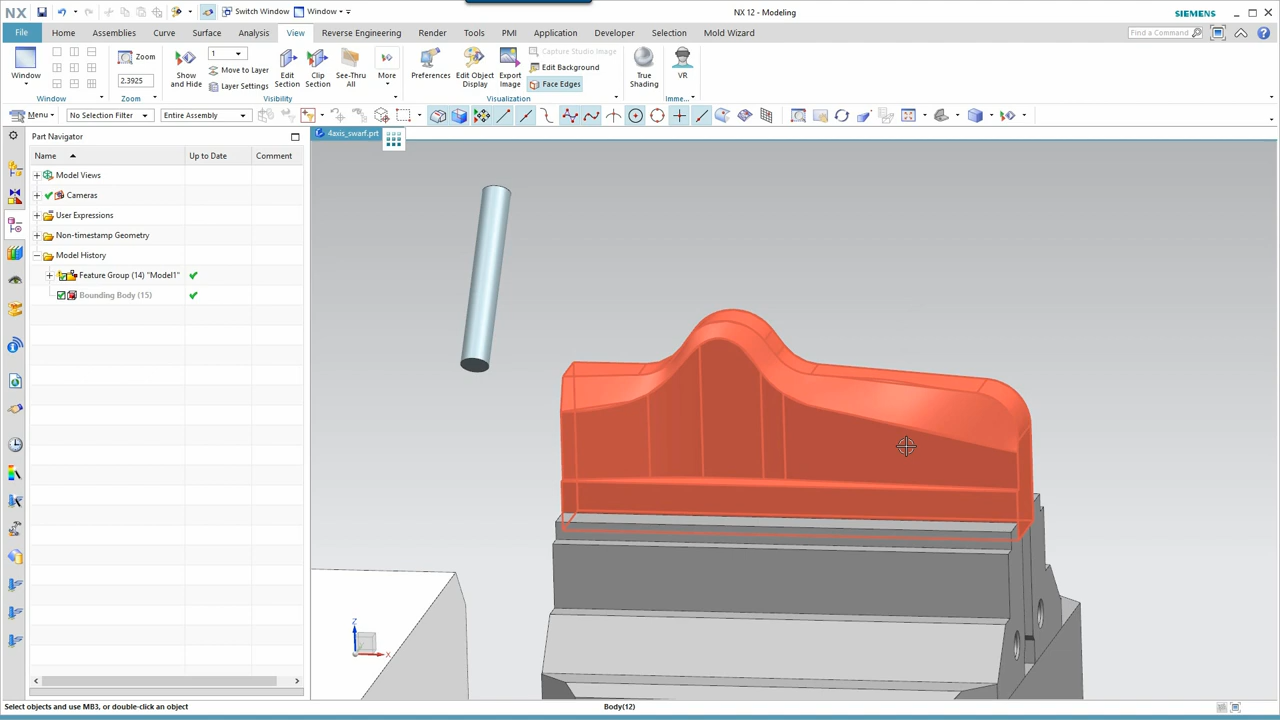 NX Switch Window Window NX 12 - Modeling SIEMENS
File Home Assemblies Curve Surface Analysis View Reverse Engineering Render Tools PMI Application Developer Selection Mold Wizard Find a Command
Window
Zoom
2.3925
Show and Hide
1
Move to Layer
Layer Settings
Edit Section
Clip Section
See-Thru All
More
Preferences
Edit Object Display
Export Image
Capture Studio Image
Edit Background
Face Edges
True Shading
VR
Window Zoom Visibility Visualization Imme...
Menu No Selection Filter Entire Assembly
Part Navigator
4axis_swarf.prt
Name Up to Date Comment
Model Views
Cameras
User Expressions
Non-timestamp Geometry
Model History
Feature Group (14) "Model1"
Bounding Body (15)
Z
X
Select objects and use MB3, or double-click an object Body(12)